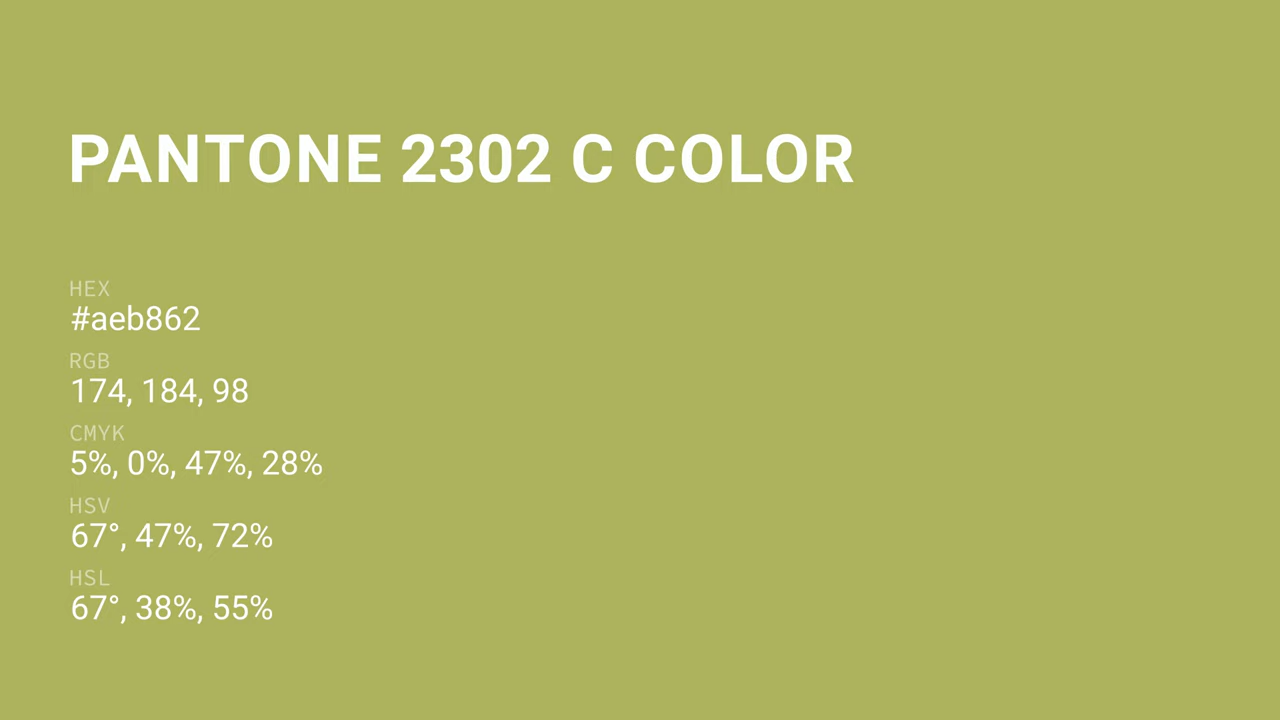 PANTONE 2302 C COLOR
HEX
#aeb862
RGB
174, 184, 98
CMYK
5%, 0%, 47%, 28%
HSV
67°, 47%, 72%
HSL
67°, 38%, 55%